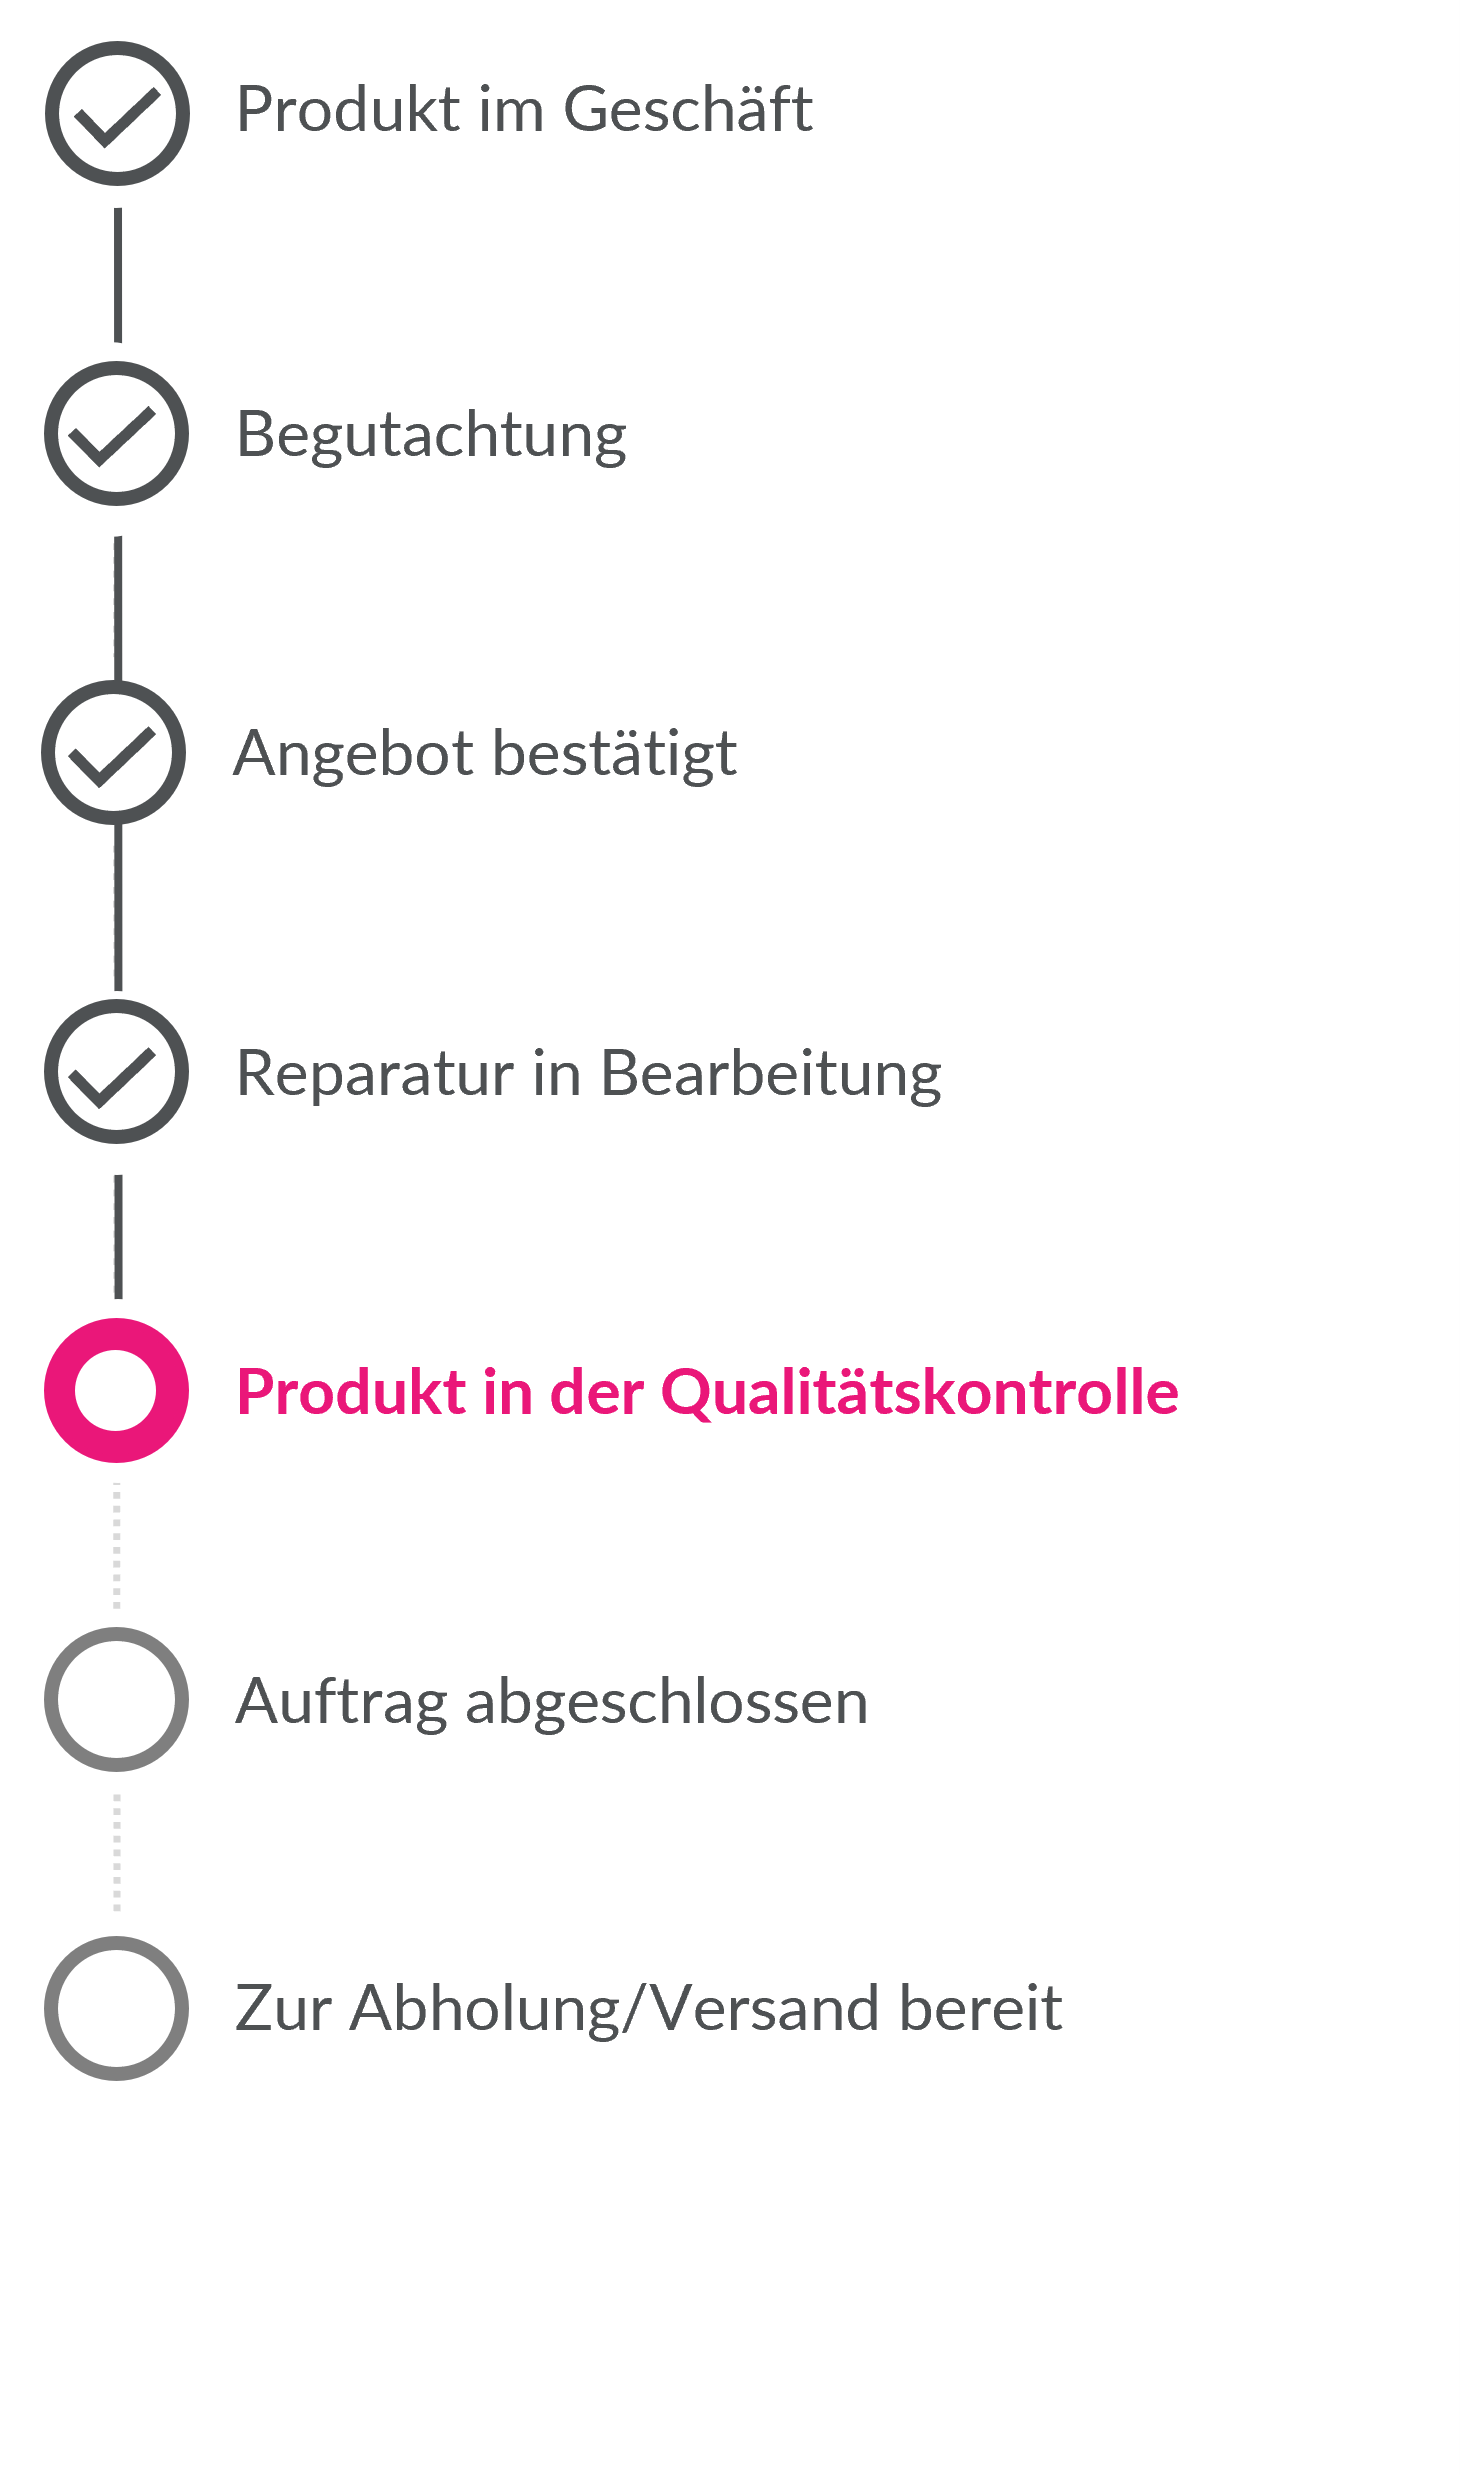 Produkt im Geschäft
Begutachtung
Angebot bestätigt
Reparatur in Bearbeitung
Produkt in der Qualitätskontrolle
Auftrag abgeschlossen
Zur Abholung/Versand bereit